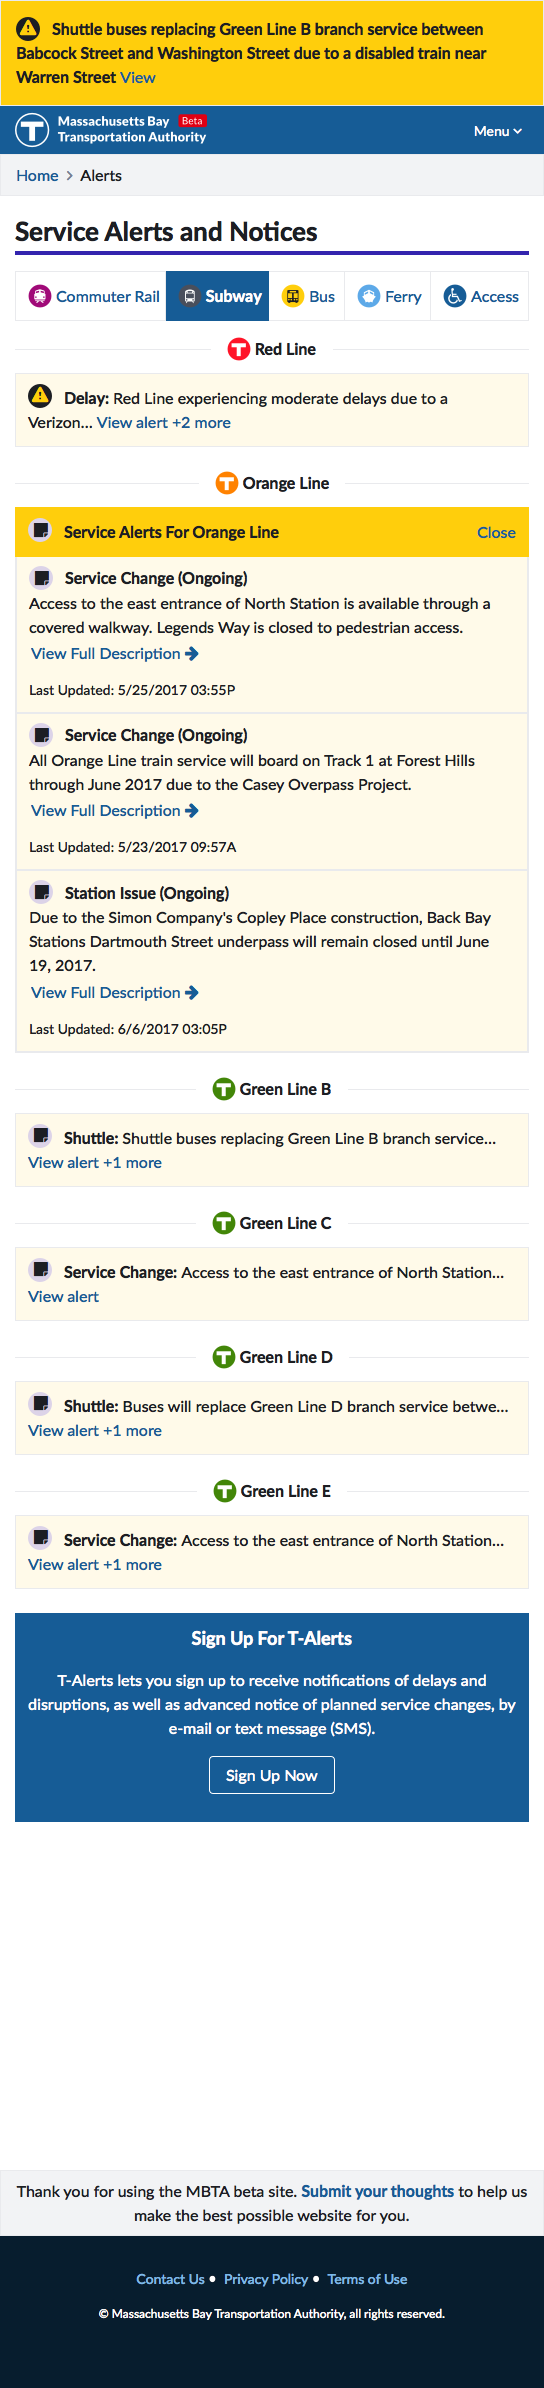 Shuttle buses replacing Green Line B branch service between
Babcock Street and Washington Street due to a disabled train near
Warren Street View
Massachusetts Bay Beta
Transportation Authority
Menu
Home > Alerts
Service Alerts and Notices
Commuter Rail Subway Bus Ferry Access
T Red Line
Delay: Red Line experiencing moderate delays due to a
Verizon... View alert +2 more
T Orange Line
Service Alerts For Orange Line Close
Service Change (Ongoing)
Access to the east entrance of North Station is available through a
covered walkway. Legends Way is closed to pedestrian access.
View Full Description
Last Updated: 5/25/2017 03:55P
Service Change (Ongoing)
All Orange Line train service will board on Track 1 at Forest Hills
through June 2017 due to the Casey Overpass Project.
View Full Description
Last Updated: 5/23/2017 09:57A
Station Issue (Ongoing)
Due to the Simon Company's Copley Place construction, Back Bay
Stations Dartmouth Street underpass will remain closed until June
19, 2017.
View Full Description
Last Updated: 6/6/2017 03:05P
T Green Line B
Shuttle: Shuttle buses replacing Green Line B branch service...
View alert +1 more
T Green Line C
Service Change: Access to the east entrance of North Station...
View alert
T Green Line D
Shuttle: Buses will replace Green Line D branch service betwe...
View alert +1 more
T Green Line E
Service Change: Access to the east entrance of North Station...
View alert +1 more
Sign Up For T-Alerts
T-Alerts lets you sign up to receive notifications of delays and
disruptions, as well as advanced notice of planned service changes, by
e-mail or text message (SMS).
Sign Up Now
Thank you for using the MBTA beta site. Submit your thoughts to help us
make the best possible website for you.
Contact Us • Privacy Policy • Terms of Use
© Massachusetts Bay Transportation Authority, all rights reserved.